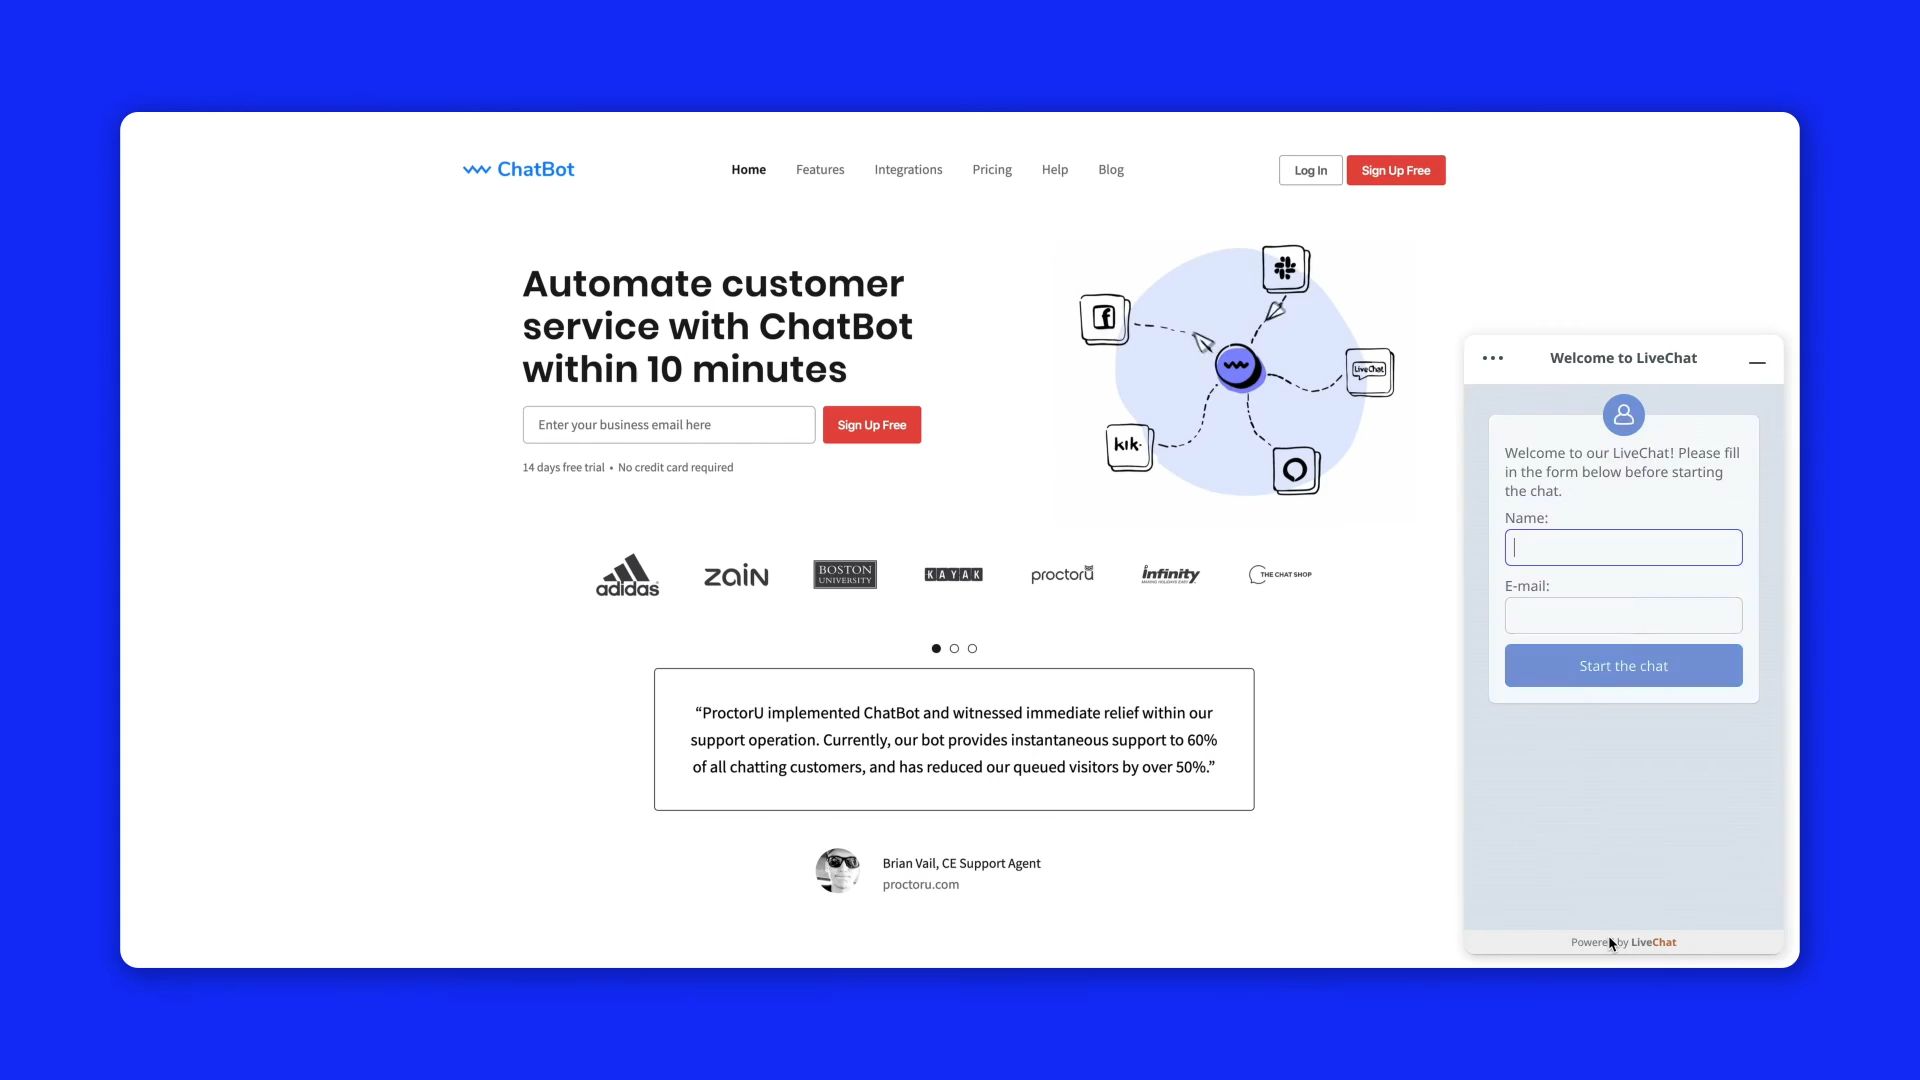 ChatBot
Home
Features
Integrations
Pricing
Help
Blog
Log In
Sign Up Free
Automate customer
service with ChatBot
within 10 minutes
Enter your business email here
Sign Up Free
14 days free trial • No credit card required
f
LiveChat
kik
adidas
zain
BOSTON
UNIVERSITY
KAYAK
proctoru
infinity
MAKING HOLIDAYS EASY
THE CHAT SHOP
“ProctorU implemented ChatBot and witnessed immediate relief within our
support operation. Currently, our bot provides instantaneous support to 60%
of all chatting customers, and has reduced our queued visitors by over 50%.”
Brian Vail, CE Support Agent
proctoru.com
Welcome to LiveChat
Welcome to our LiveChat! Please fill
in the form below before starting
the chat.
Name:
E-mail:
Start the chat
Powered by LiveChat